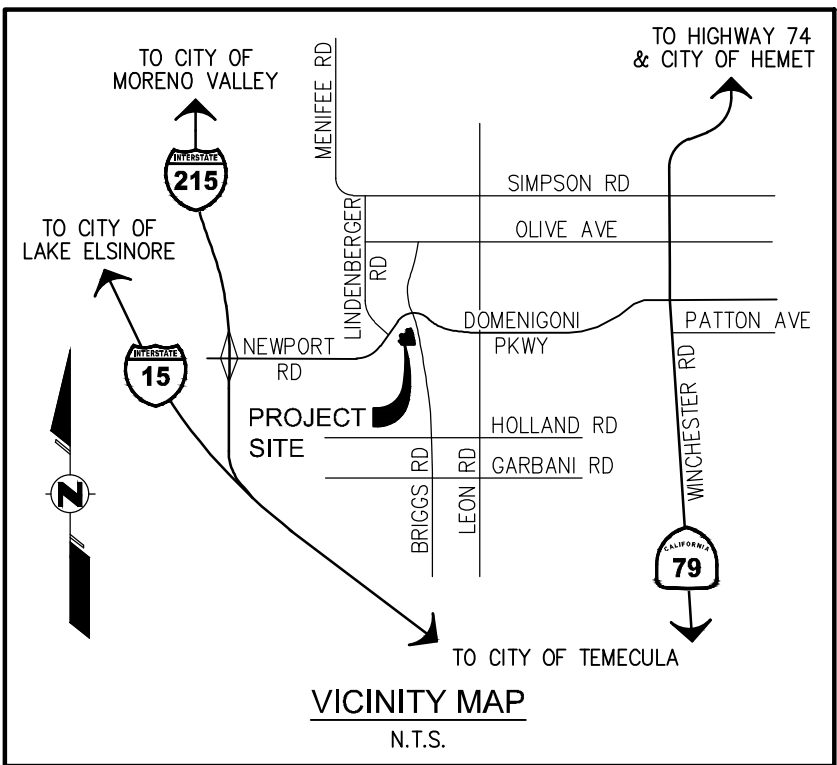 TO CITY OF
MORENO VALLEY
MENIFEE RD
TO HIGHWAY 74
& CITY OF HEMET
INTERSTATE
215
SIMPSON RD
TO CITY OF
LAKE ELSINORE
LINDENBERGER
RD
OLIVE AVE
INTERSTATE
15
NEWPORT
RD
DOMENIGONI
PKWY
PATTON AVE
PROJECT
SITE
HOLLAND RD
GARBANI RD
BRIGGS RD
LEON RD
WINCHESTER RD
N
CALIFORNIA
79
TO CITY OF TEMECULA
VICINITY MAP
N.T.S.